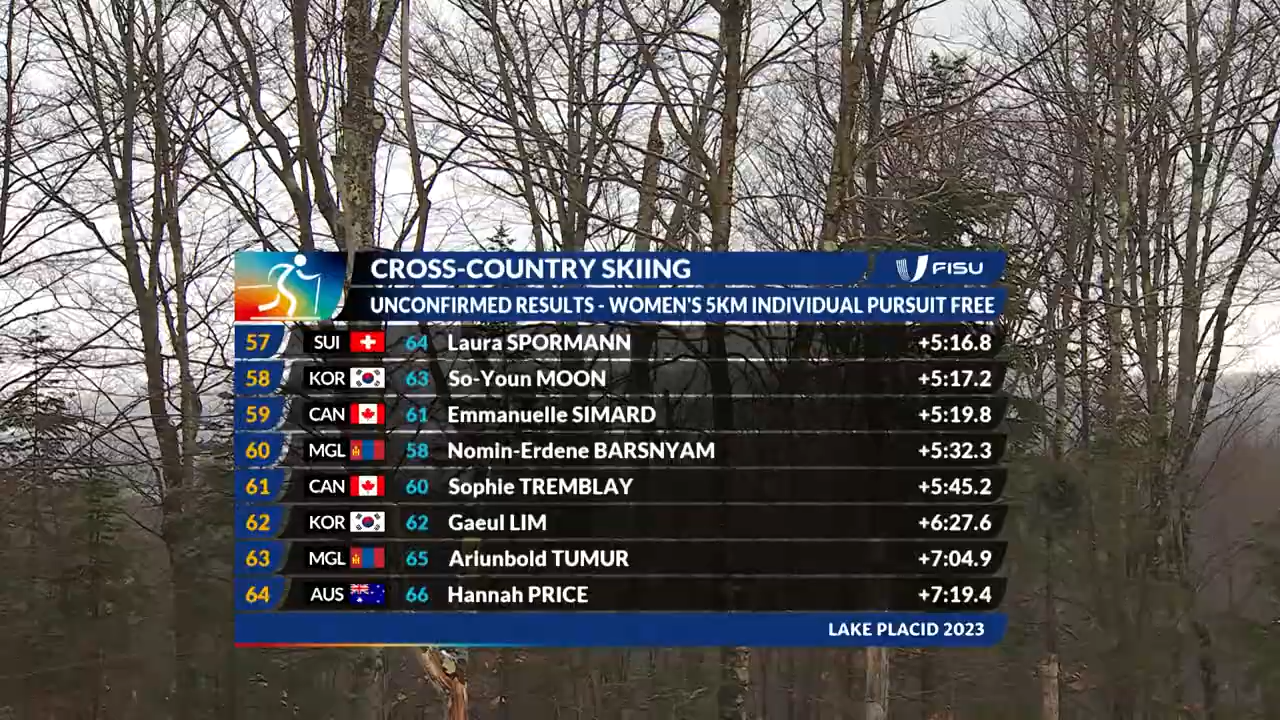 CROSS-COUNTRY SKIING FISU
UNCONFIRMED RESULTS - WOMEN'S 5KM INDIVIDUAL PURSUIT FREE
57 SUI 64 Laura SPORMANN +5:16.8
58 KOR 63 So-Youn MOON +5:17.2
59 CAN 61 Emmanuelle SIMARD +5:19.8
60 MGL 58 Nomin-Erdene BARSNYAM +5:32.3
61 CAN 60 Sophie TREMBLAY +5:45.2
62 KOR 62 Gaeul LIM +6:27.6
63 MGL 65 Ariunbold TUMUR +7:04.9
64 AUS 66 Hannah PRICE +7:19.4
LAKE PLACID 2023